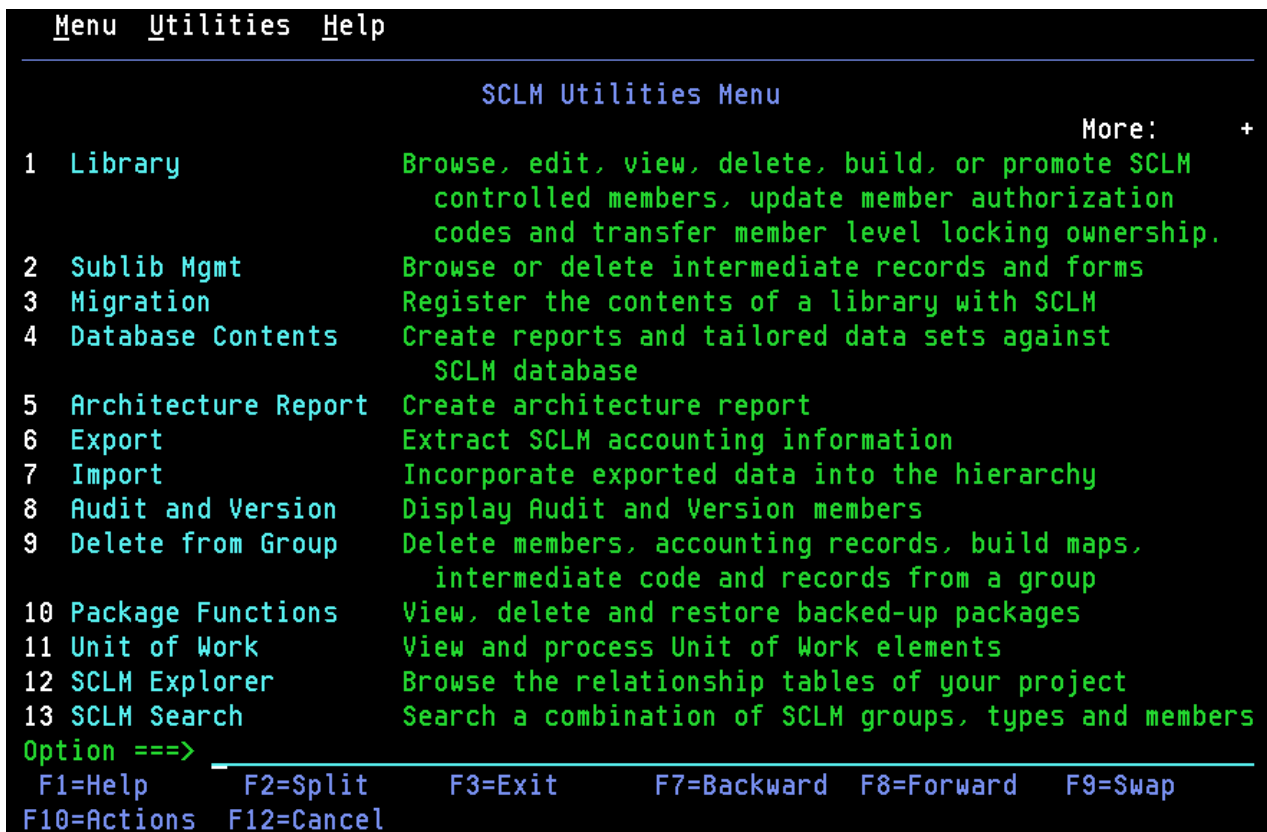 Menu Utilities Help
SCLM Utilities Menu
More: +
1 Library Browse, edit, view, delete, build, or promote SCLM
controlled members, update member authorization
codes and transfer member level locking ownership.
2 Sublib Mgmt Browse or delete intermediate records and forms
3 Migration Register the contents of a library with SCLM
4 Database Contents Create reports and tailored data sets against
SCLM database
5 Architecture Report Create architecture report
6 Export Extract SCLM accounting information
7 Import Incorporate exported data into the hierarchy
8 Audit and Version Display Audit and Version members
9 Delete from Group Delete members, accounting records, build maps,
intermediate code and records from a group
10 Package Functions View, delete and restore backed-up packages
11 Unit of Work View and process Unit of Work elements
12 SCLM Explorer Browse the relationship tables of your project
13 SCLM Search Search a combination of SCLM groups, types and members
Option ===>
F1=Help F2=Split F3=Exit F7=Backward F8=Forward F9=Swap
F10=Actions F12=Cancel